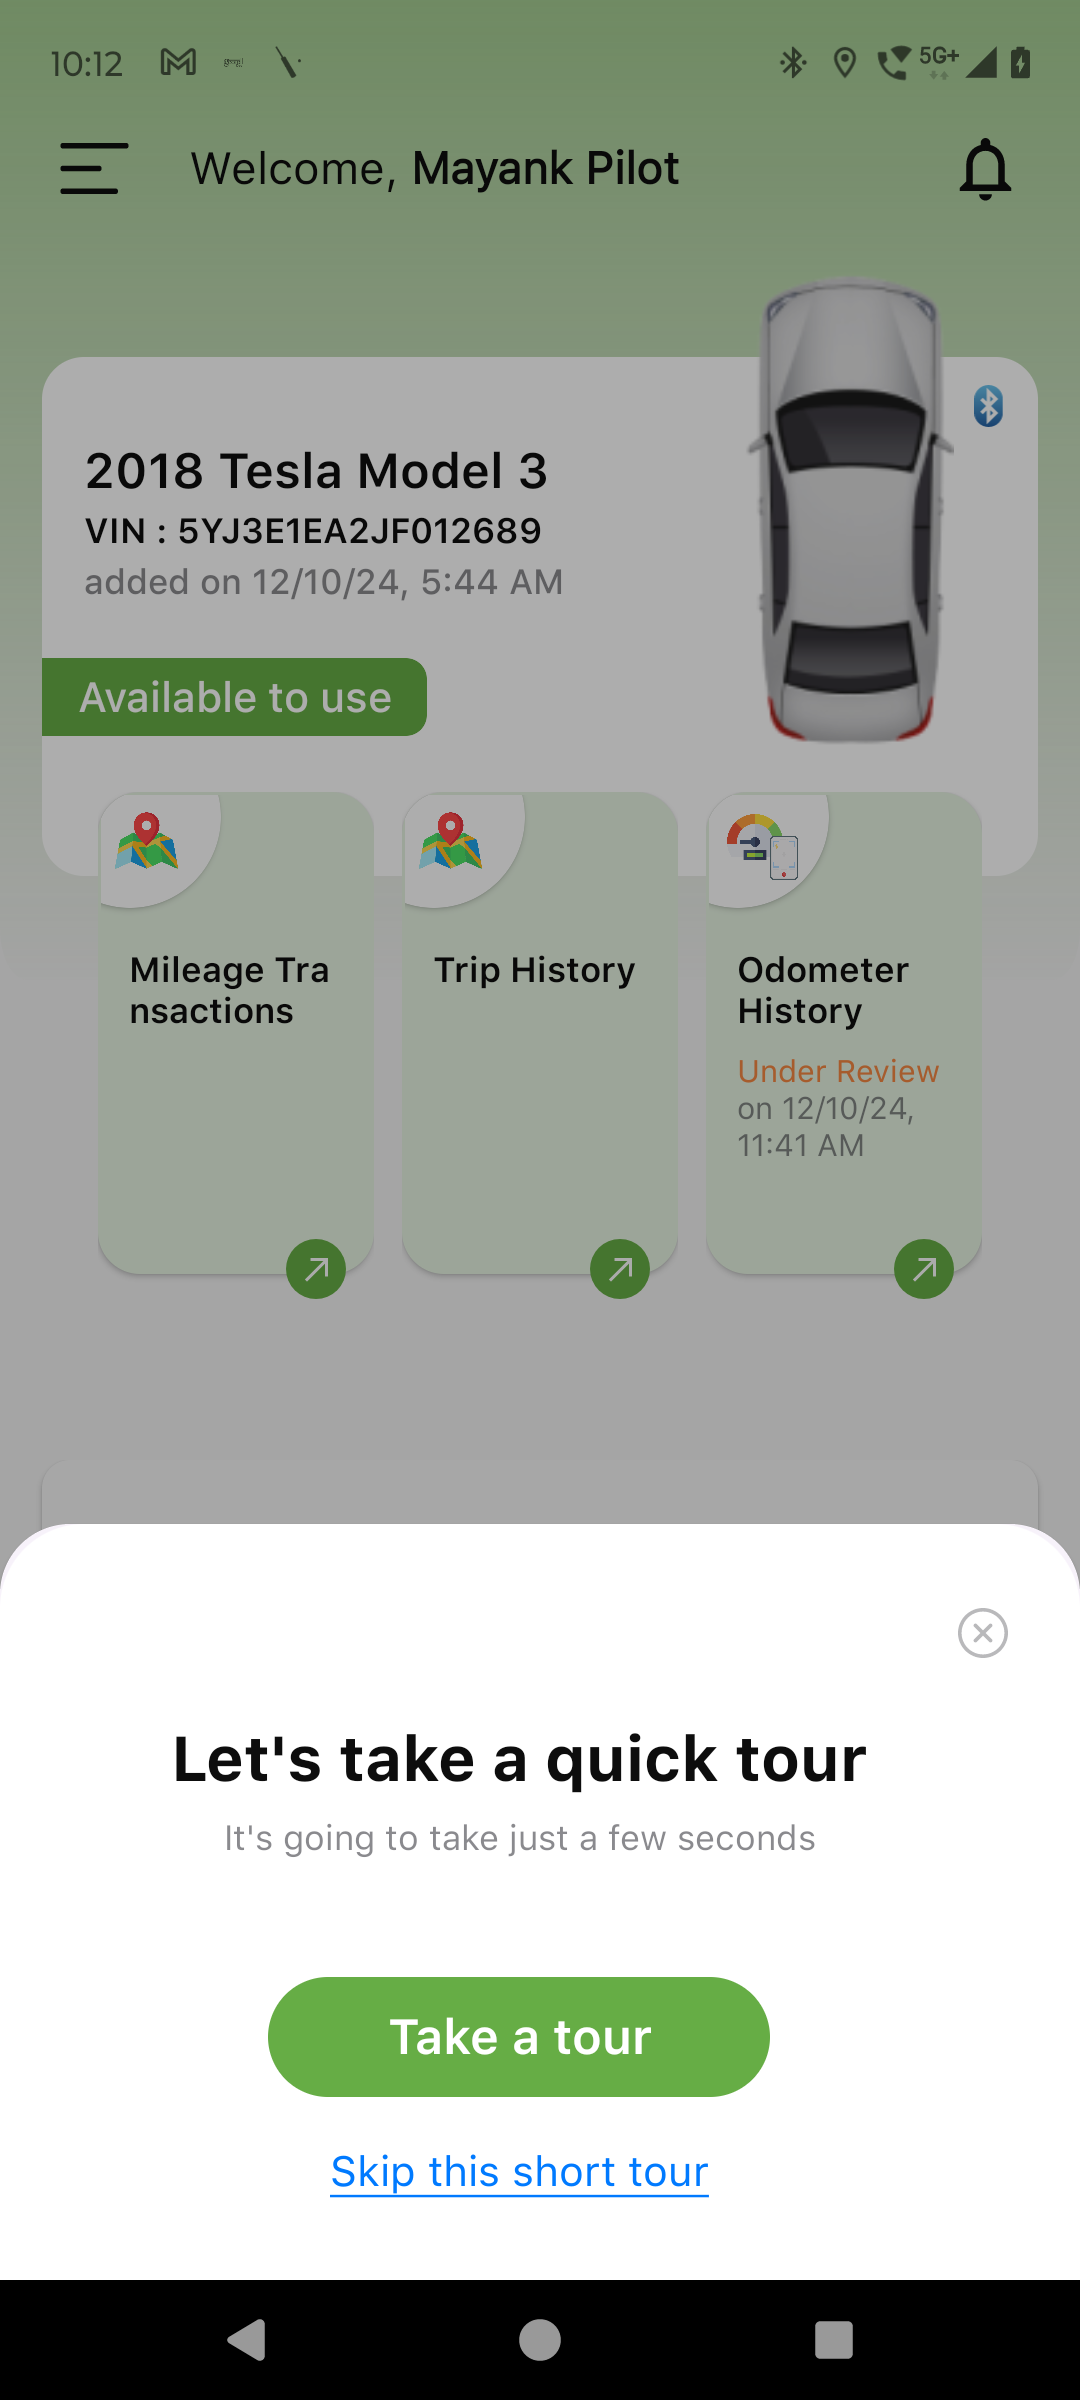 10:12
5G+
Welcome, Mayank Pilot
2018 Tesla Model 3
VIN : 5YJ3E1EA2JF012689
added on 12/10/24, 5:44 AM
Available to use
Mileage Tra
nsactions
Trip History
Odometer
History
Under Review
on 12/10/24,
11:41 AM
Let's take a quick tour
It's going to take just a few seconds
Take a tour
Skip this short tour